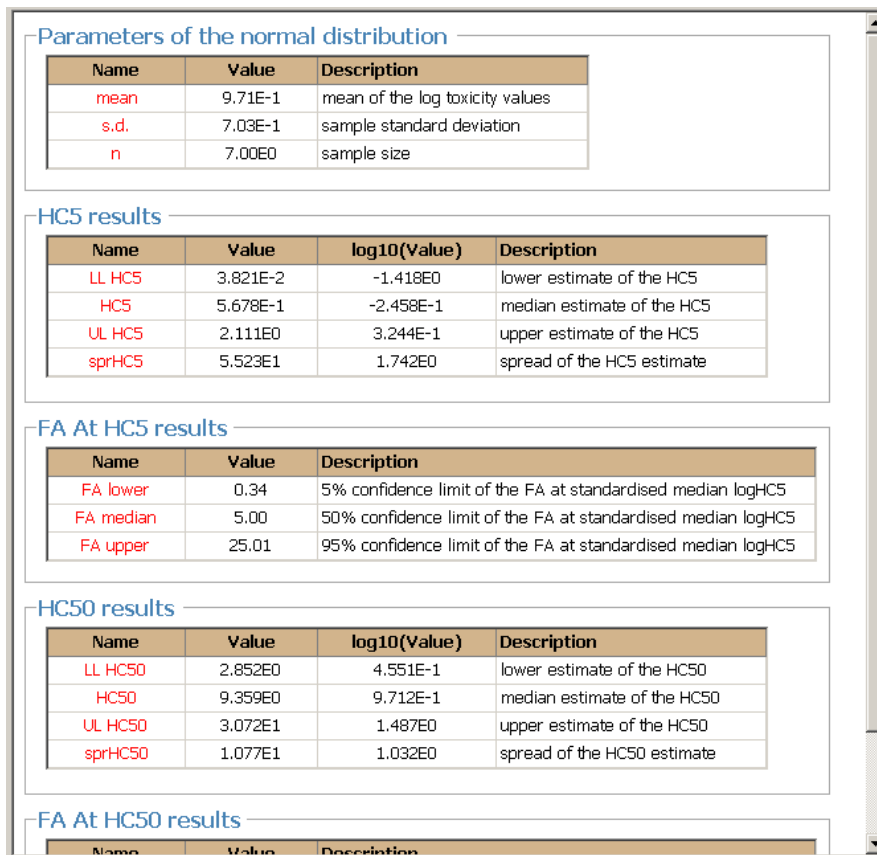 Parameters of the normal distribution
Name Value Description
mean 9.71E-1 mean of the log toxicity values
s.d. 7.03E-1 sample standard deviation
n 7.00E0 sample size
HC5 results
Name Value log10(Value) Description
LL HC5 3.821E-2 -1.418E0 lower estimate of the HC5
HC5 5.678E-1 -2.458E-1 median estimate of the HC5
UL HC5 2.111E0 3.244E-1 upper estimate of the HC5
sprHC5 5.523E1 1.742E0 spread of the HC5 estimate
FA At HC5 results
Name Value Description
FA lower 0.34 5% confidence limit of the FA at standardised median logHC5
FA median 5.00 50% confidence limit of the FA at standardised median logHC5
FA upper 25.01 95% confidence limit of the FA at standardised median logHC5
HC50 results
Name Value log10(Value) Description
LL HC50 2.852E0 4.551E-1 lower estimate of the HC50
HC50 9.359E0 9.712E-1 median estimate of the HC50
UL HC50 3.072E1 1.487E0 upper estimate of the HC50
sprHC50 1.077E1 1.032E0 spread of the HC50 estimate
FA At HC50 results
Name Value Description